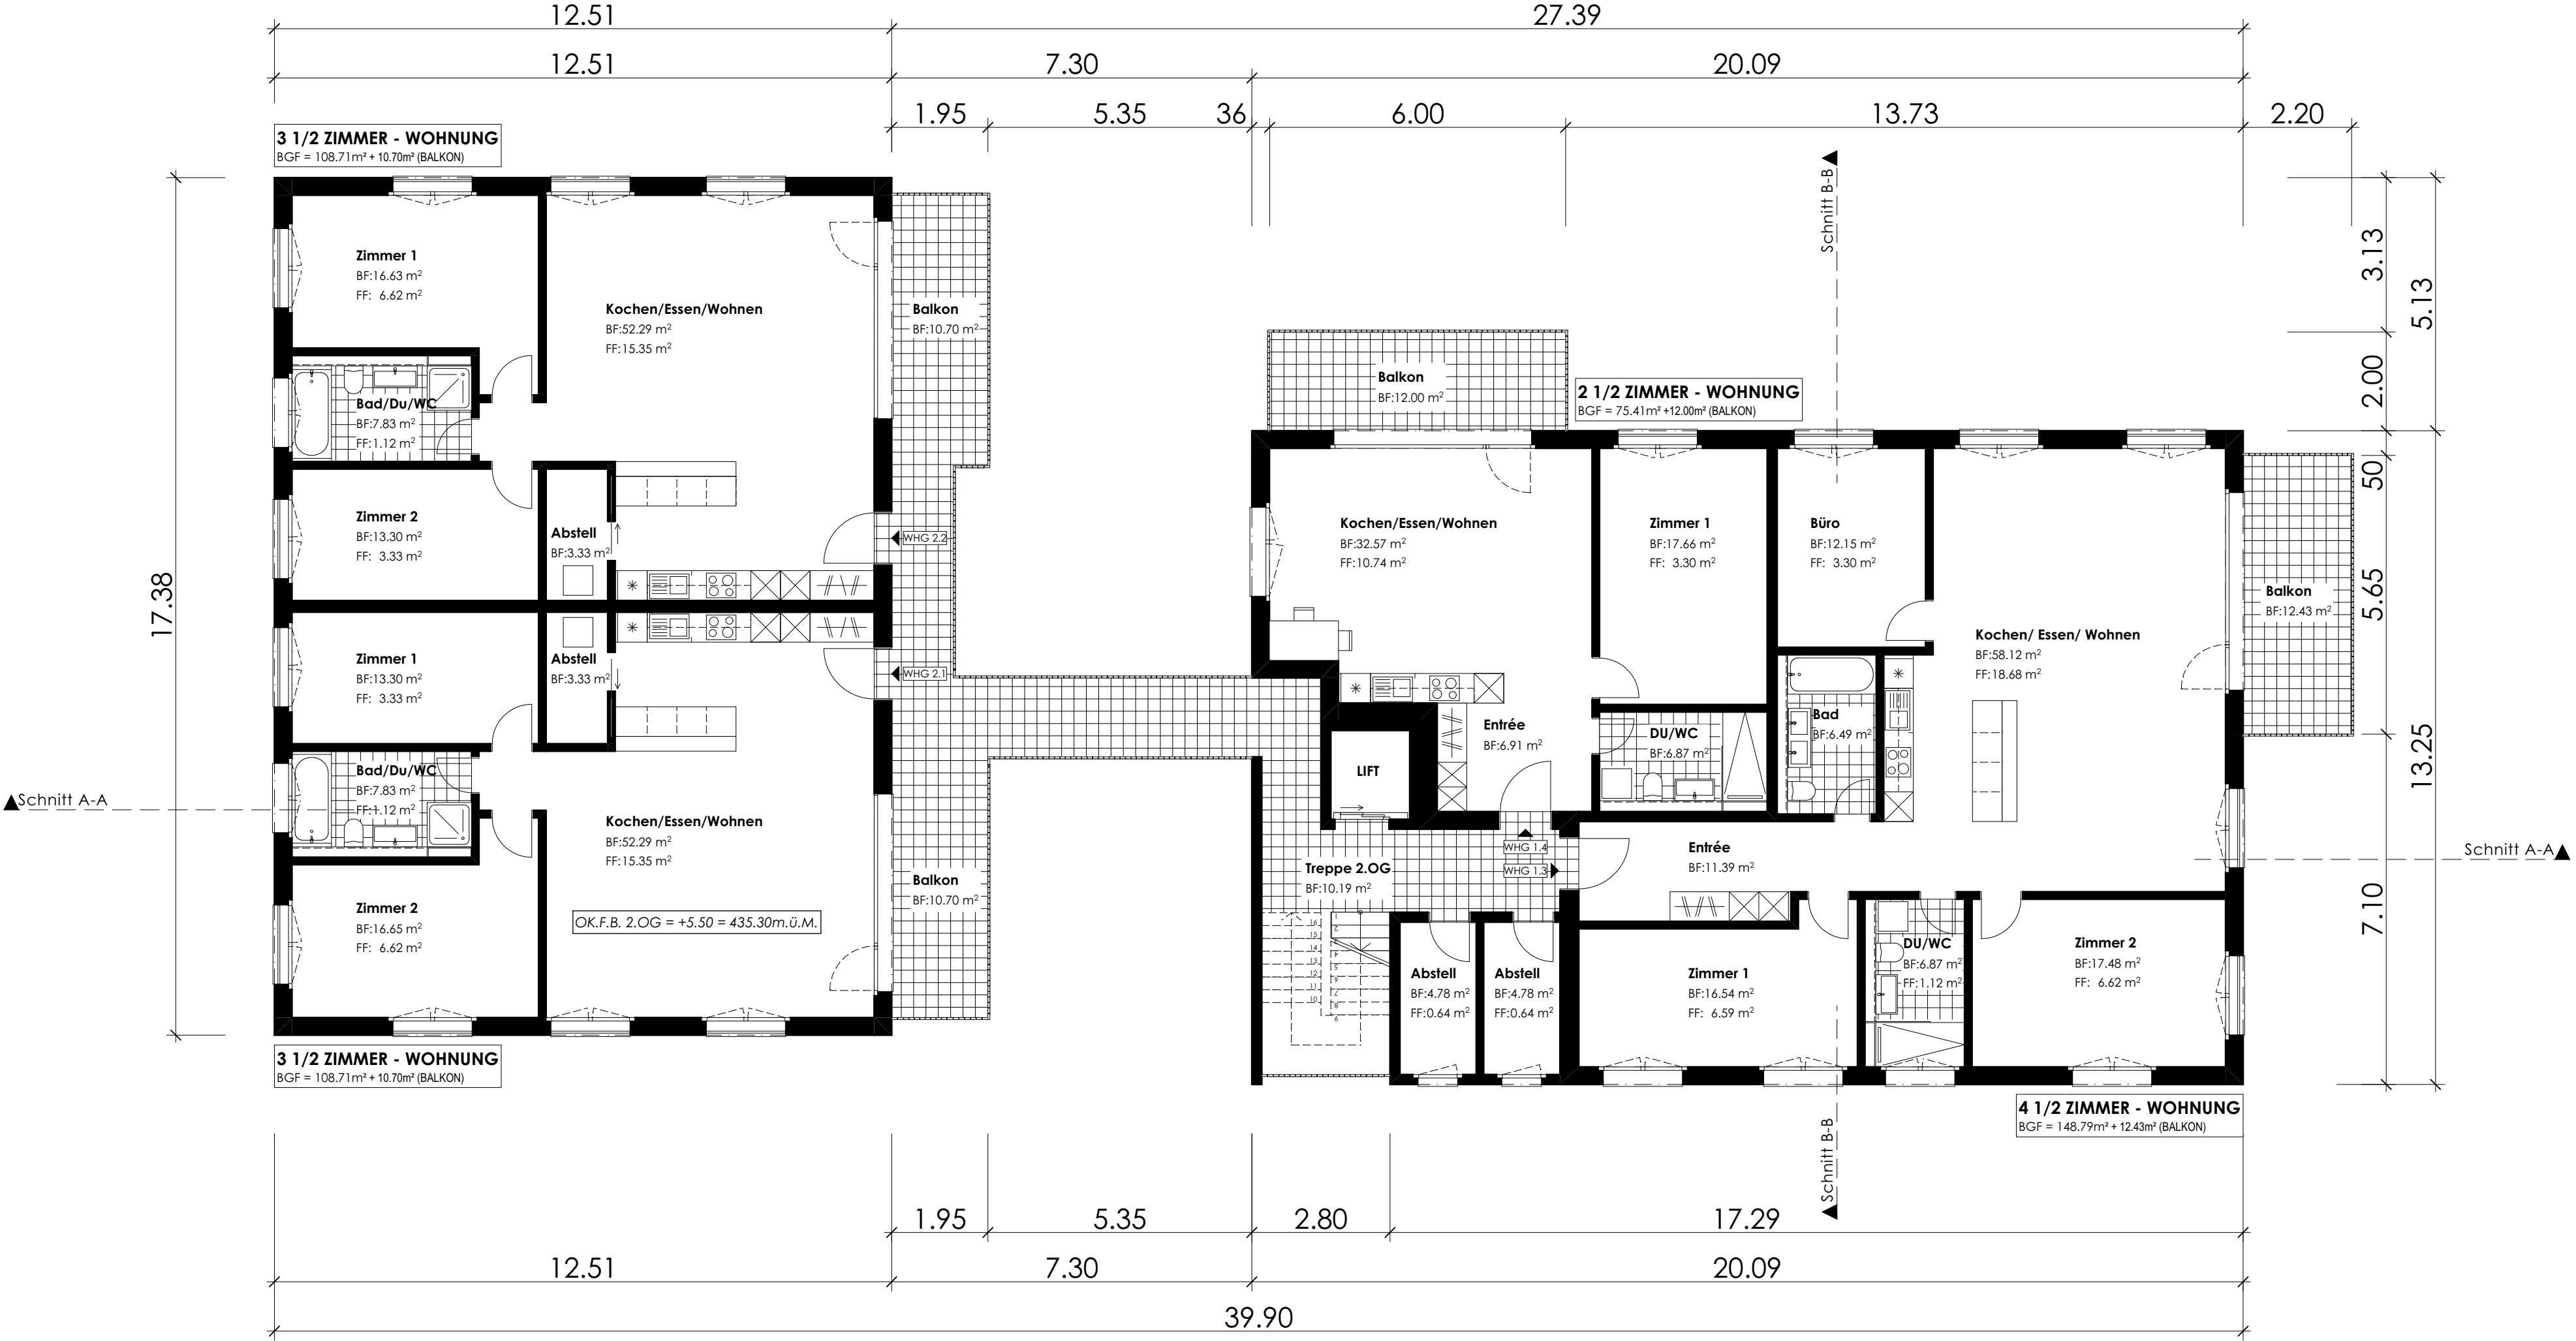 12.51
27.39
12.51
7.30
20.09
1.95
5.35
36
6.00
13.73
2.20
3 1/2 ZIMMER - WOHNUNG
BGF = 108.71m² + 10.70m² (BALKON)
17.38
Zimmer 1
BF:16.63 m²
FF: 6.62 m²
Kochen/Essen/Wohnen
BF:52.29 m²
FF:15.35 m²
Balkon
BF:10.70 m²
Bad/Du/WC
BF:7.83 m²
FF:1.12 m²
Zimmer 2
BF:13.30 m²
FF: 3.33 m²
Abstell
BF:3.33 m²
WHG 2.2
Zimmer 1
BF:13.30 m²
FF: 3.33 m²
Abstell
BF:3.33 m²
WHG 2.1
Bad/Du/WC
BF:7.83 m²
FF:1.12 m²
Schnitt A-A
Kochen/Essen/Wohnen
BF:52.29 m²
FF:15.35 m²
Zimmer 2
BF:16.65 m²
FF: 6.62 m²
OK.F.B. 2.OG = +5.50 = 435.30m.ü.M.
Balkon
BF:10.70 m²
3 1/2 ZIMMER - WOHNUNG
BGF = 108.71m² + 10.70m² (BALKON)
Schnitt B-B
Balkon
BF:12.00 m²
2 1/2 ZIMMER - WOHNUNG
BGF = 75.41m² +12.00m² (BALKON)
Kochen/Essen/Wohnen
BF:32.57 m²
FF:10.74 m²
Zimmer 1
BF:17.66 m²
FF: 3.30 m²
Büro
BF:12.15 m²
FF: 3.30 m²
Kochen/ Essen/ Wohnen
BF:58.12 m²
FF:18.68 m²
Balkon
BF:12.43 m²
Entrée
BF:6.91 m²
DU/WC
BF:6.87 m²
Bad
BF:6.49 m²
LIFT
WHG 1.4
WHG 1.3
Treppe 2.OG
BF:10.19 m²
Entrée
BF:11.39 m²
Schnitt A-A
16
15
14
13
12
11
10
1
2
3
4
5
6
7
8
9
Abstell
BF:4.78 m²
FF:0.64 m²
Abstell
BF:4.78 m²
FF:0.64 m²
Zimmer 1
BF:16.54 m²
FF: 6.59 m²
DU/WC
BF:6.87 m²
FF:1.12 m²
Zimmer 2
BF:17.48 m²
FF: 6.62 m²
4 1/2 ZIMMER - WOHNUNG
BGF = 148.79m² + 12.43m² (BALKON)
Schnitt B-B
3.13
5.13
2.00
50
5.65
13.25
7.10
1.95
5.35
2.80
17.29
12.51
7.30
20.09
39.90